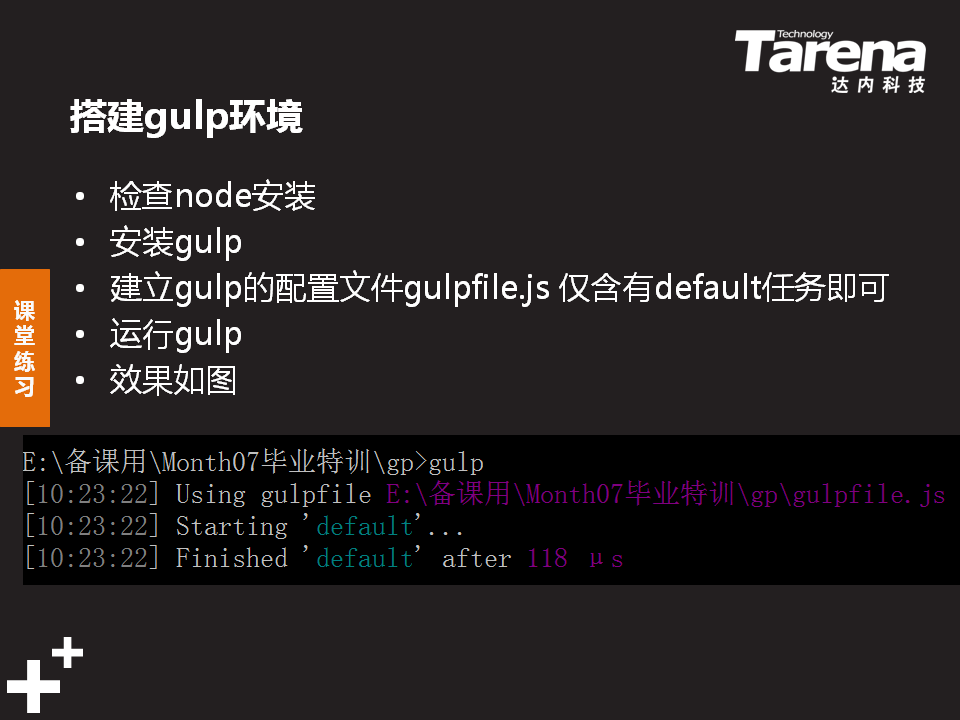 Technology
Tarena
达内科技
搭建gulp环境
• 检查node安装
• 安装gulp
• 建立gulp的配置文件gulpfile.js 仅含有default任务即可
• 运行gulp
• 效果如图
课堂练习
E:\备课用\Month07毕业特训\gp>gulp
[10:23:22] Using gulpfile E:\备课用\Month07毕业特训\gp\gulpfile.js
[10:23:22] Starting 'default'...
[10:23:22] Finished 'default' after 118 μs